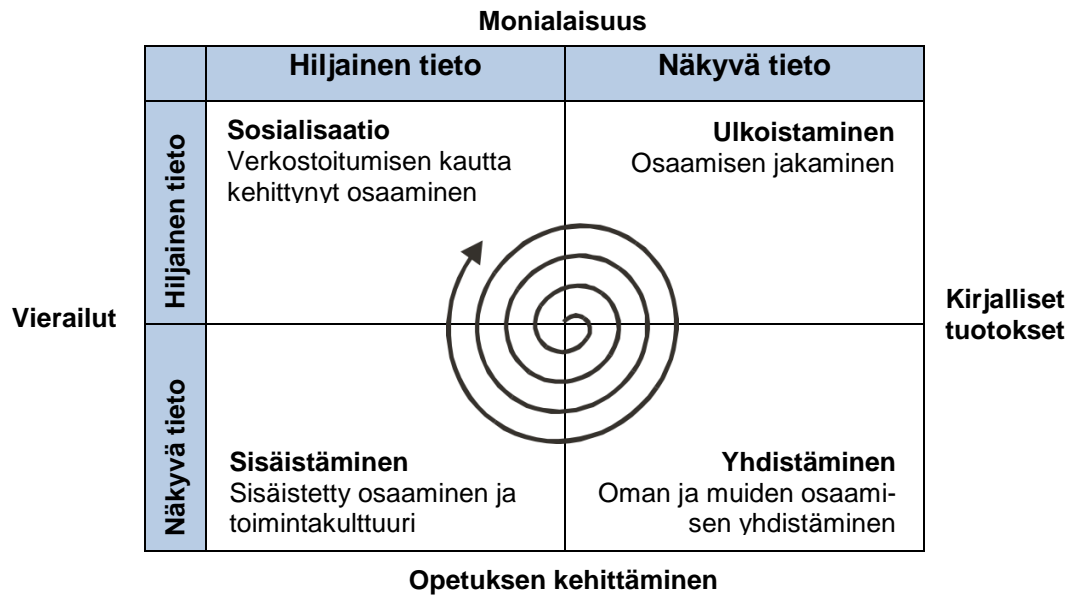 Monialaisuus
Hiljainen tieto
Näkyvä tieto
Hiljainen tieto
Sosialisaatio
Verkostoitumisen kautta
kehittynyt osaaminen
Ulkoistaminen
Osaamisen jakaminen
Vierailut
Kirjalliset
tuotokset
Näkyvä tieto
Sisäistäminen
Sisäistetty osaaminen ja
toimintakulttuuri
Yhdistäminen
Oman ja muiden osaami-
sen yhdistäminen
Opetuksen kehittäminen